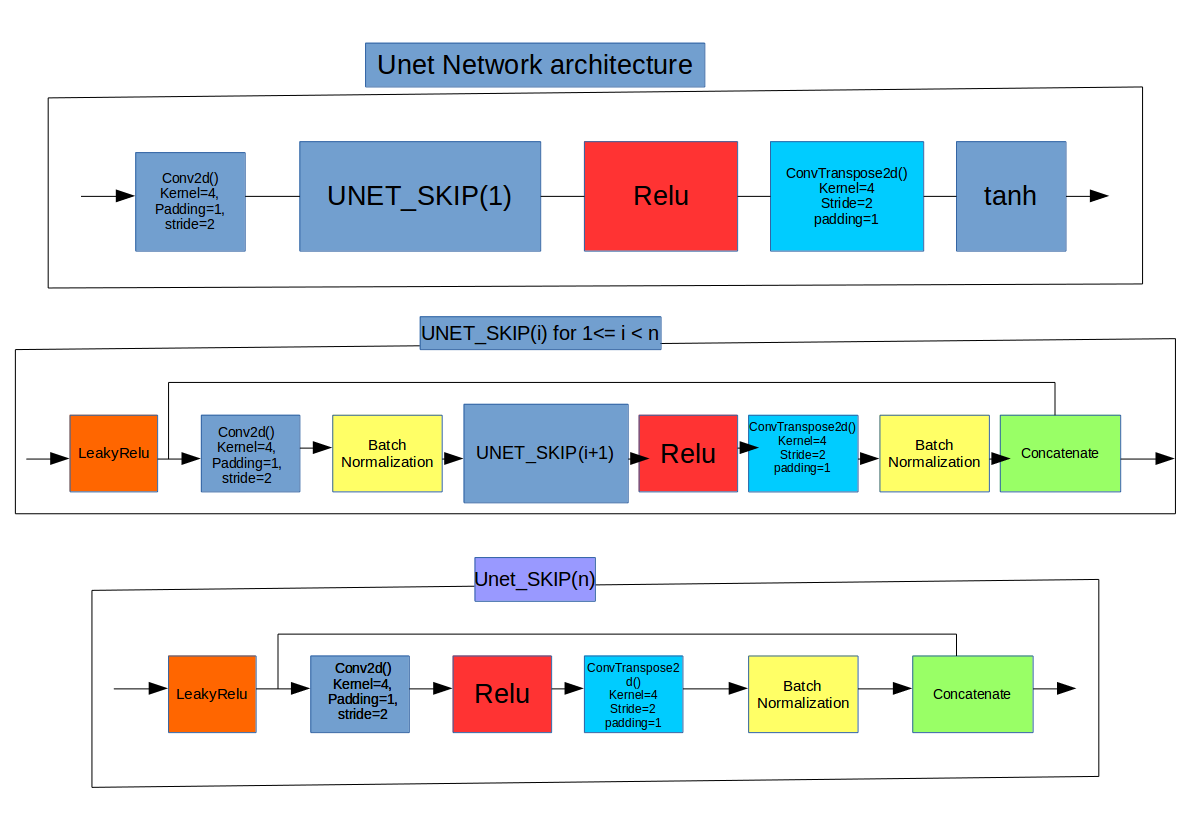 Unet Network architecture
Conv2d()
Kernel=4,
Padding=1,
stride=2
UNET_SKIP(1)
Relu
ConvTranspose2d()
Kernel=4
Stride=2
padding=1
tanh
UNET_SKIP(i) for 1<= i < n
LeakyRelu
Conv2d()
Kernel=4,
Padding=1,
stride=2
Batch
Normalization
UNET_SKIP(i+1)
Relu
ConvTranspose2d()
Kernel=4
Stride=2
padding=1
Batch
Normalization
Concatenate
Unet_SKIP(n)
LeakyRelu
Conv2d()
Kernel=4,
Padding=1,
stride=2
Relu
ConvTranspose2
d()
Kernel=4
Stride=2
padding=1
Batch
Normalization
Concatenate